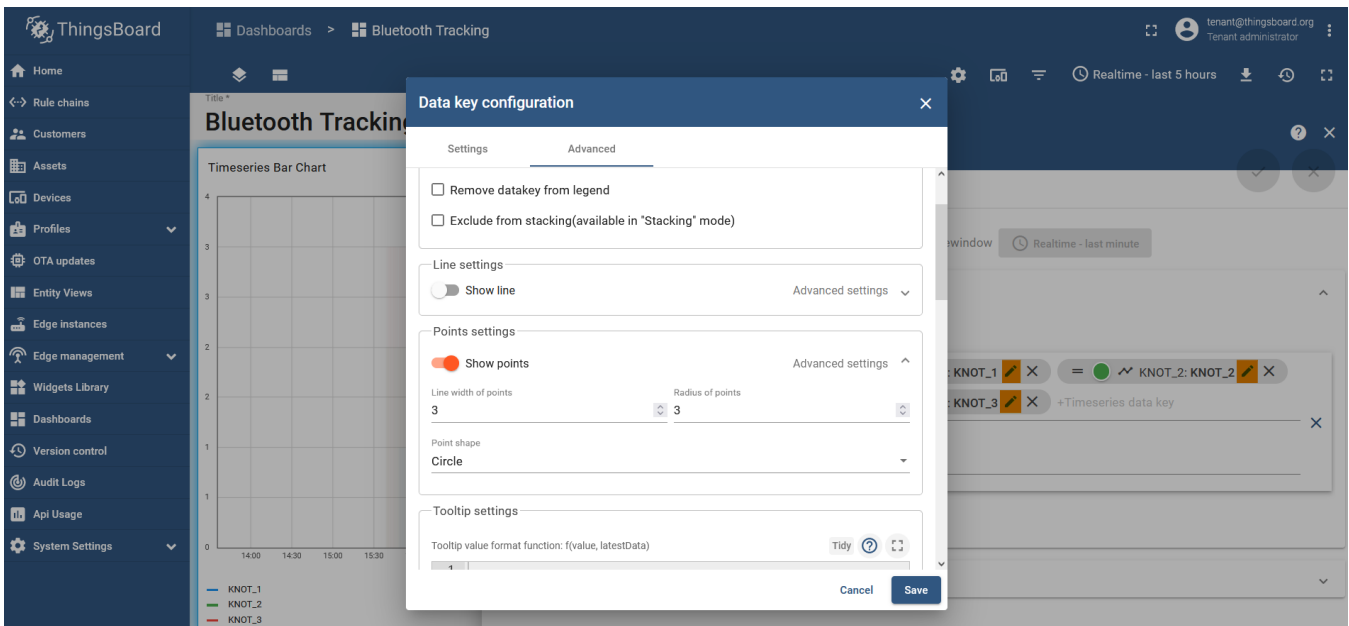 ThingsBoard
Dashboards > Bluetooth Tracking
tenant@thingsboard.org
Tenant administrator
Home
Rule chains
Customers
Assets
Devices
Profiles
OTA updates
Entity Views
Edge instances
Edge management
Widgets Library
Dashboards
Version control
Audit Logs
Api Usage
System Settings
Realtime - last 5 hours
Title *
Bluetooth Tracking
Timeseries Bar Chart
4
3
3
2
2
1
1
0
14:00 14:30 15:00 15:30
KNOT_1
KNOT_2
KNOT_3
Data key configuration
Settings Advanced
Remove datakey from legend
Exclude from stacking(available in "Stacking" mode)
Line settings
Show line Advanced settings
Points settings
Show points Advanced settings
Line width of points Radius of points
3 3
Point shape
Circle
Tooltip settings
Tooltip value format function: f(value, latestData) Tidy
1
Cancel Save
ewindow Realtime - last minute
: KNOT_1 KNOT_2: KNOT_2
: KNOT_3 +Timeseries data key